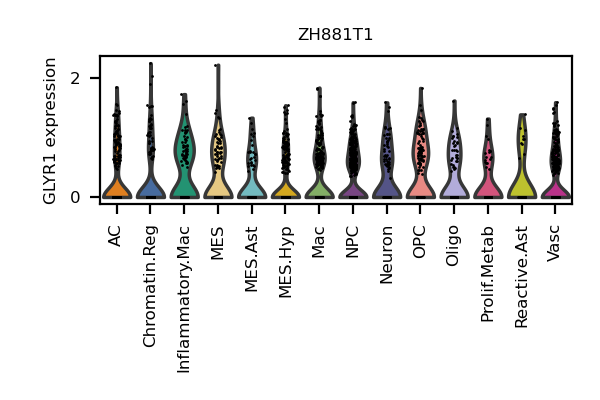 ZH881T1
GLYR1 expression
2
0
AC
Chromatin.Reg
Inflammatory.Mac
MES
MES.Ast
MES.Hyp
Mac
NPC
Neuron
OPC
Oligo
Prolif.Metab
Reactive.Ast
Vasc